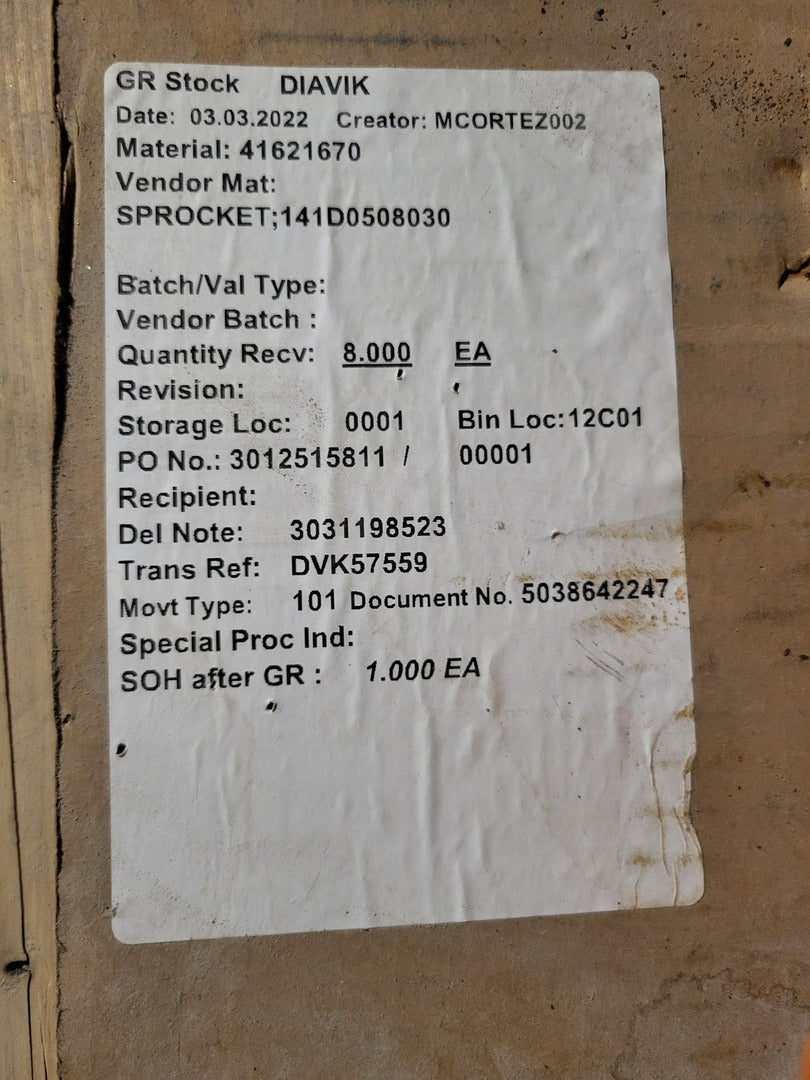 GR Stock DIAVIK
Date: 03.03.2022 Creator: MCORTEZ002
Material: 41621670
Vendor Mat:
SPROCKET;141D0508030
Batch/Val Type:
Vendor Batch :
Quantity Recv: 8.000 EA
Revision:
Storage Loc: 0001 Bin Loc:12C01
PO No.: 3012515811 / 00001
Recipient:
Del Note: 3031198523
Trans Ref: DVK57559
Movt Type: 101 Document No. 5038642247
Special Proc Ind:
SOH after GR : 1.000 EA